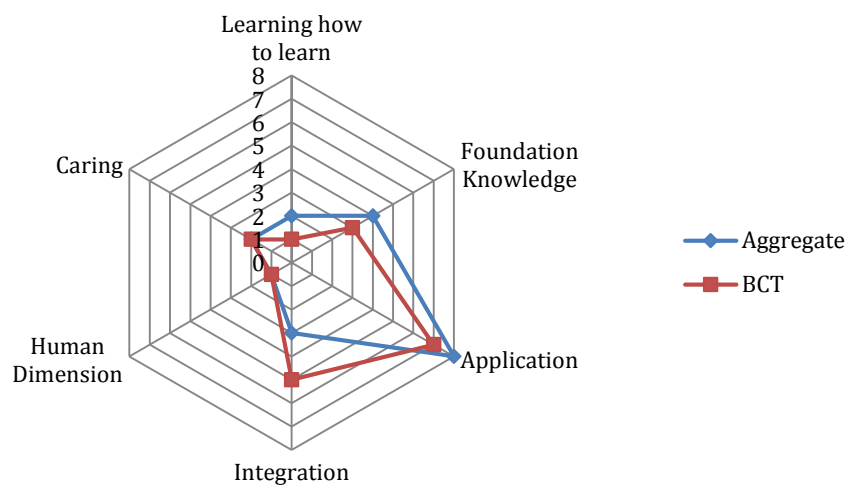 Learning how
to learn
8
7
6
5
4
3
2
1
0
Foundation
Knowledge
Application
Integration
Human
Dimension
Caring
Aggregate
BCT